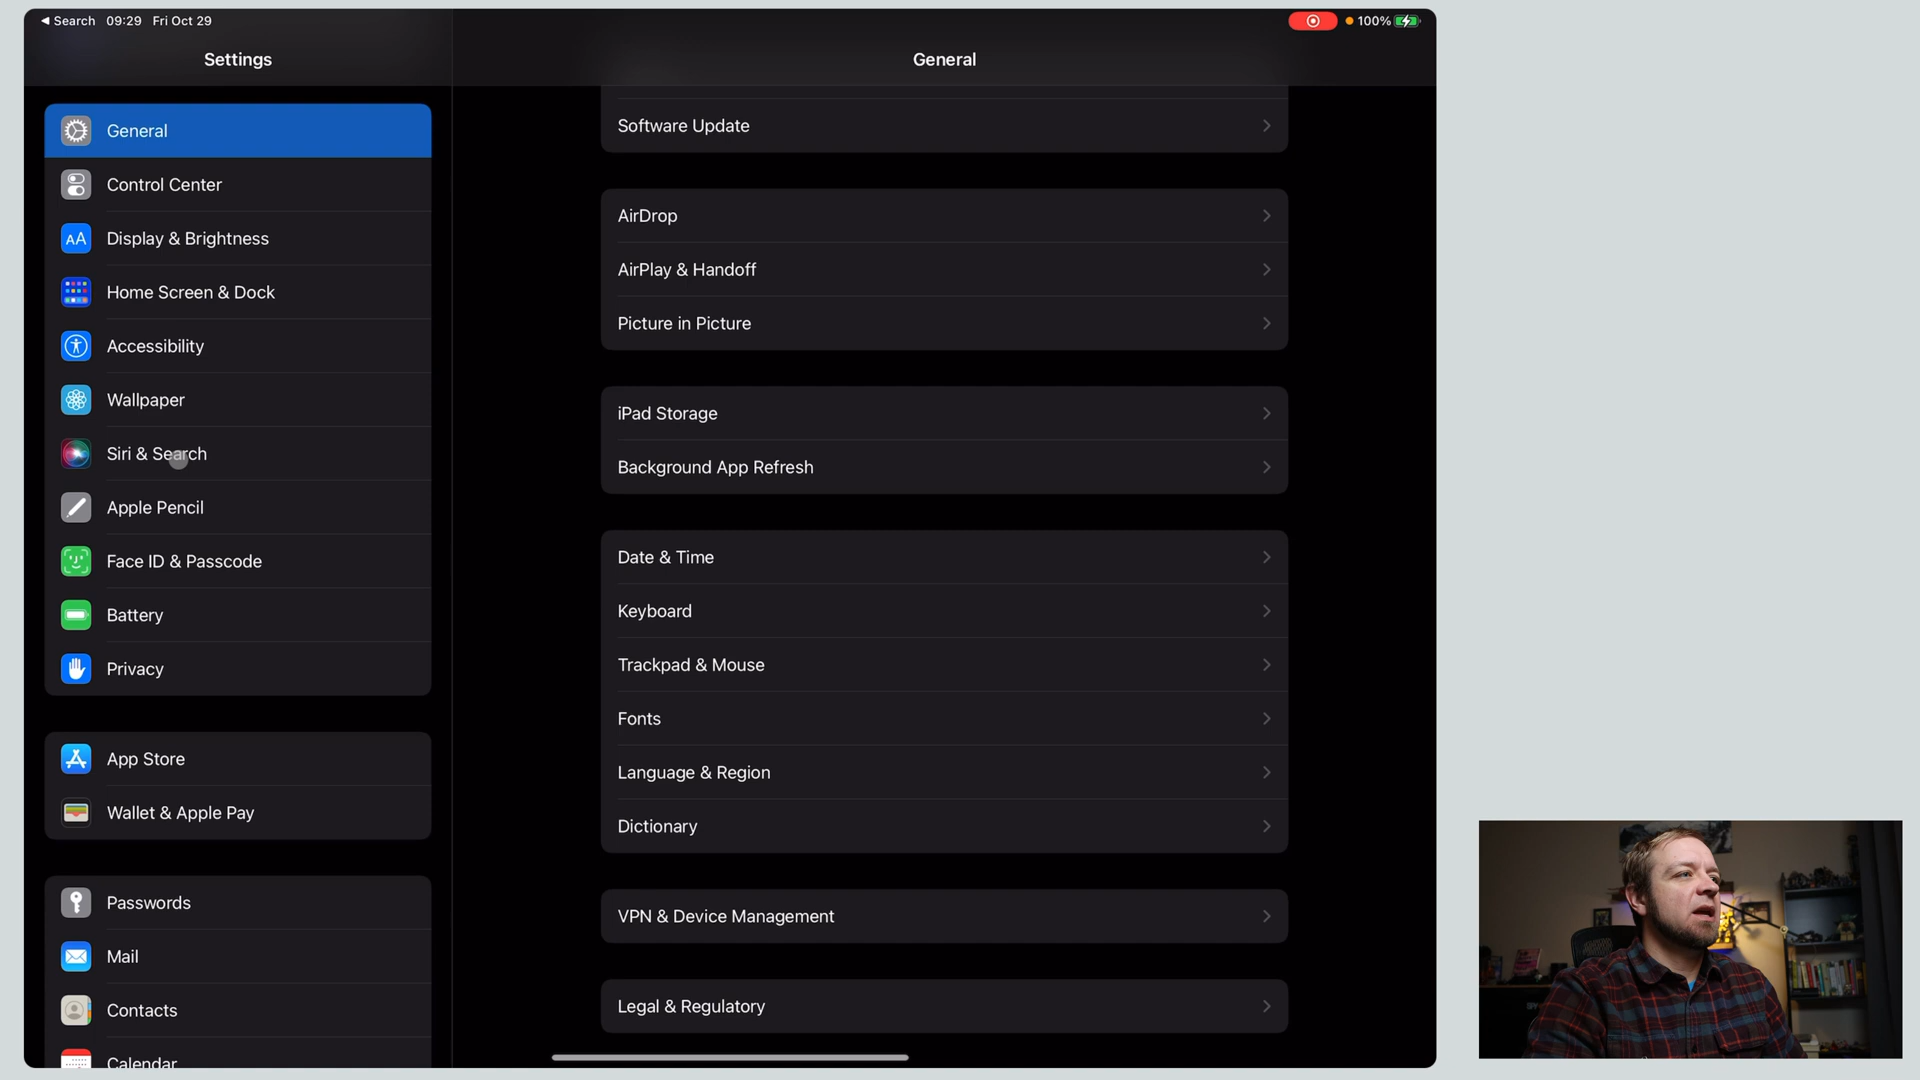 Search 09:29 Fri Oct 29
100%
Settings
General
General
Control Center
AA Display & Brightness
Home Screen & Dock
Accessibility
Wallpaper
Siri & Search
Apple Pencil
Face ID & Passcode
Battery
Privacy
App Store
Wallet & Apple Pay
Passwords
Mail
Contacts
Calendar
Software Update
AirDrop
AirPlay & Handoff
Picture in Picture
iPad Storage
Background App Refresh
Date & Time
Keyboard
Trackpad & Mouse
Fonts
Language & Region
Dictionary
VPN & Device Management
Legal & Regulatory